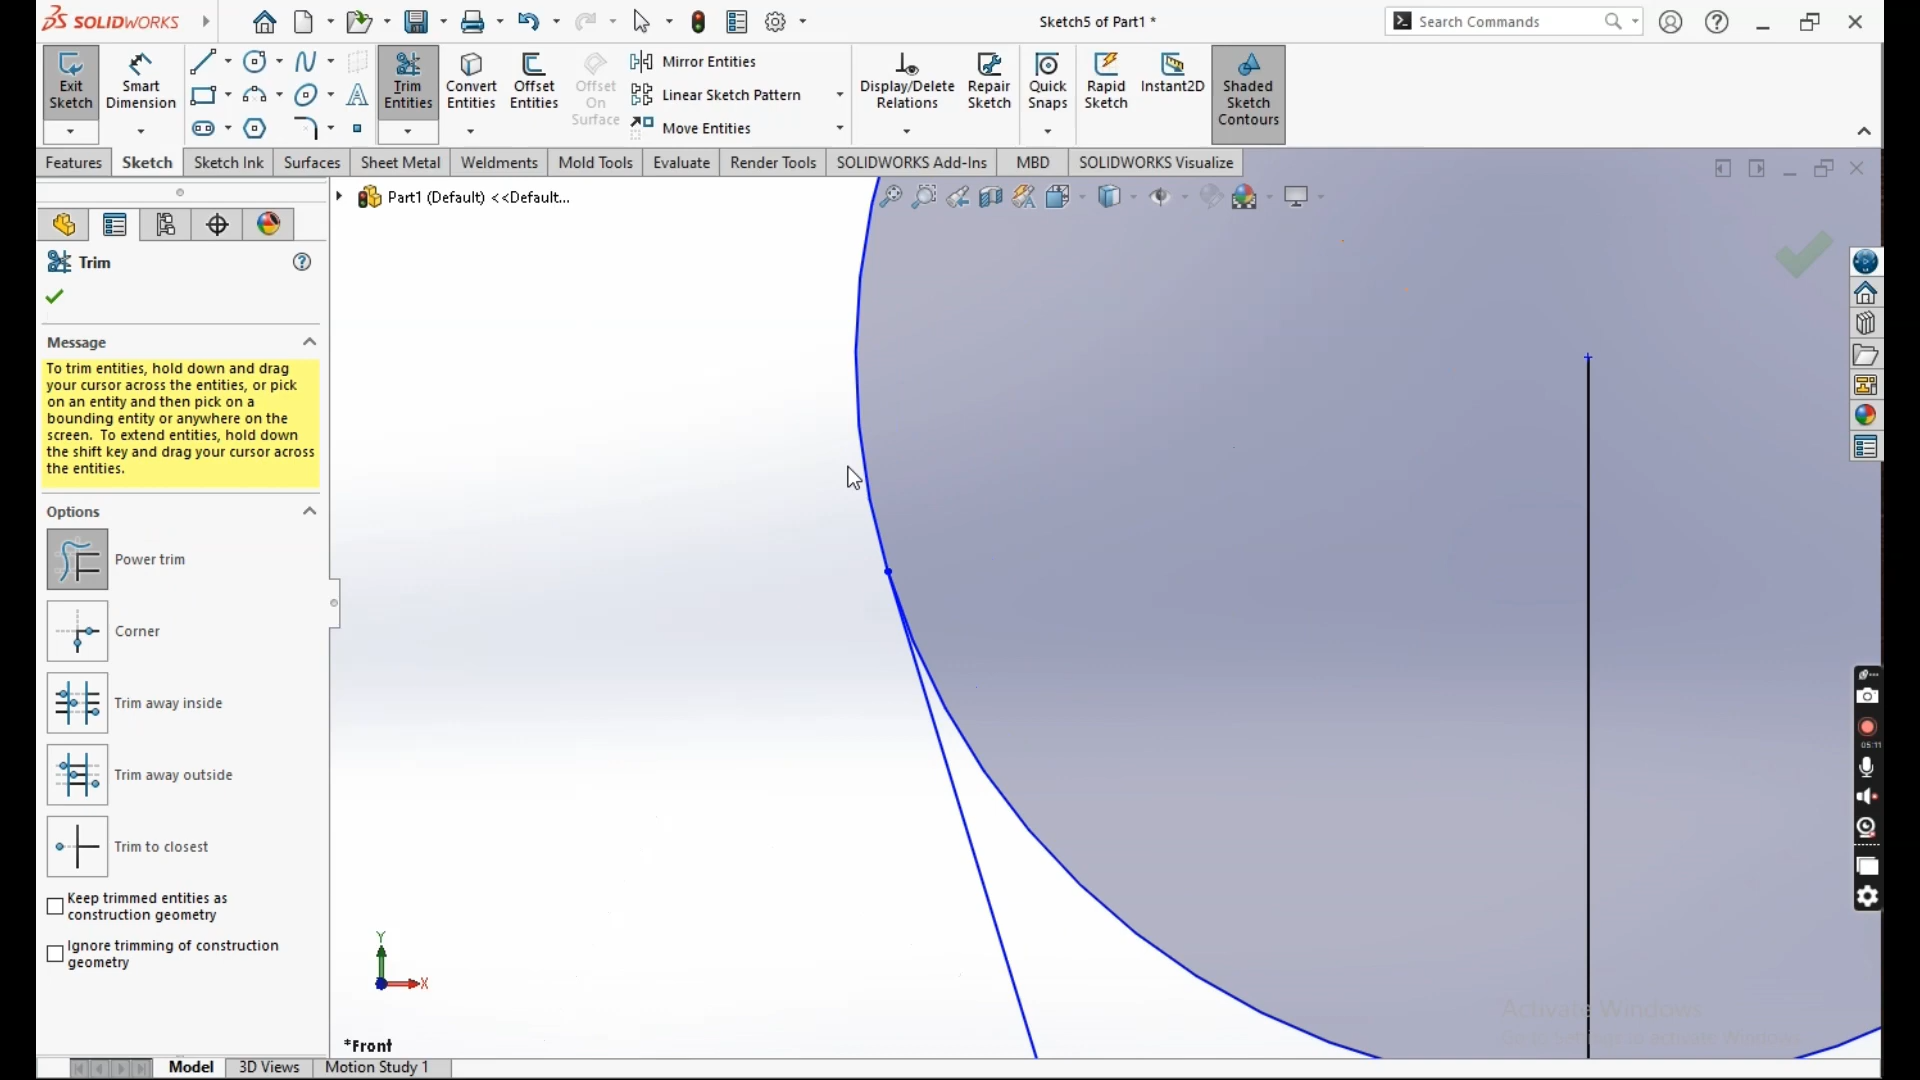 SOLIDWORKS
Sketch5 of Part1 *
Search Commands
Exit Sketch
Smart Dimension
Trim Entities
Convert Entities
Offset Entities
Offset On Surface
Mirror Entities
Linear Sketch Pattern
Move Entities
Display/Delete Relations
Repair Sketch
Quick Snaps
Rapid Sketch
Instant2D
Shaded Sketch Contours
Features
Sketch
Sketch Ink
Surfaces
Sheet Metal
Weldments
Mold Tools
Evaluate
Render Tools
SOLIDWORKS Add-Ins
MBD
SOLIDWORKS Visualize
Part1 (Default) <<Default...
Trim
Message
To trim entities, hold down and drag
your cursor across the entities, or pick
on an entity and then pick on a
bounding entity or anywhere on the
screen. To extend entities, hold down
the shift key and drag your cursor across
the entities.
Options
Power trim
Corner
Trim away inside
Trim away outside
Trim to closest
Keep trimmed entities as
construction geometry
Ignore trimming of construction
geometry
Y
X
*Front
05:11
Activate Windows
Model
3D Views
Motion Study 1